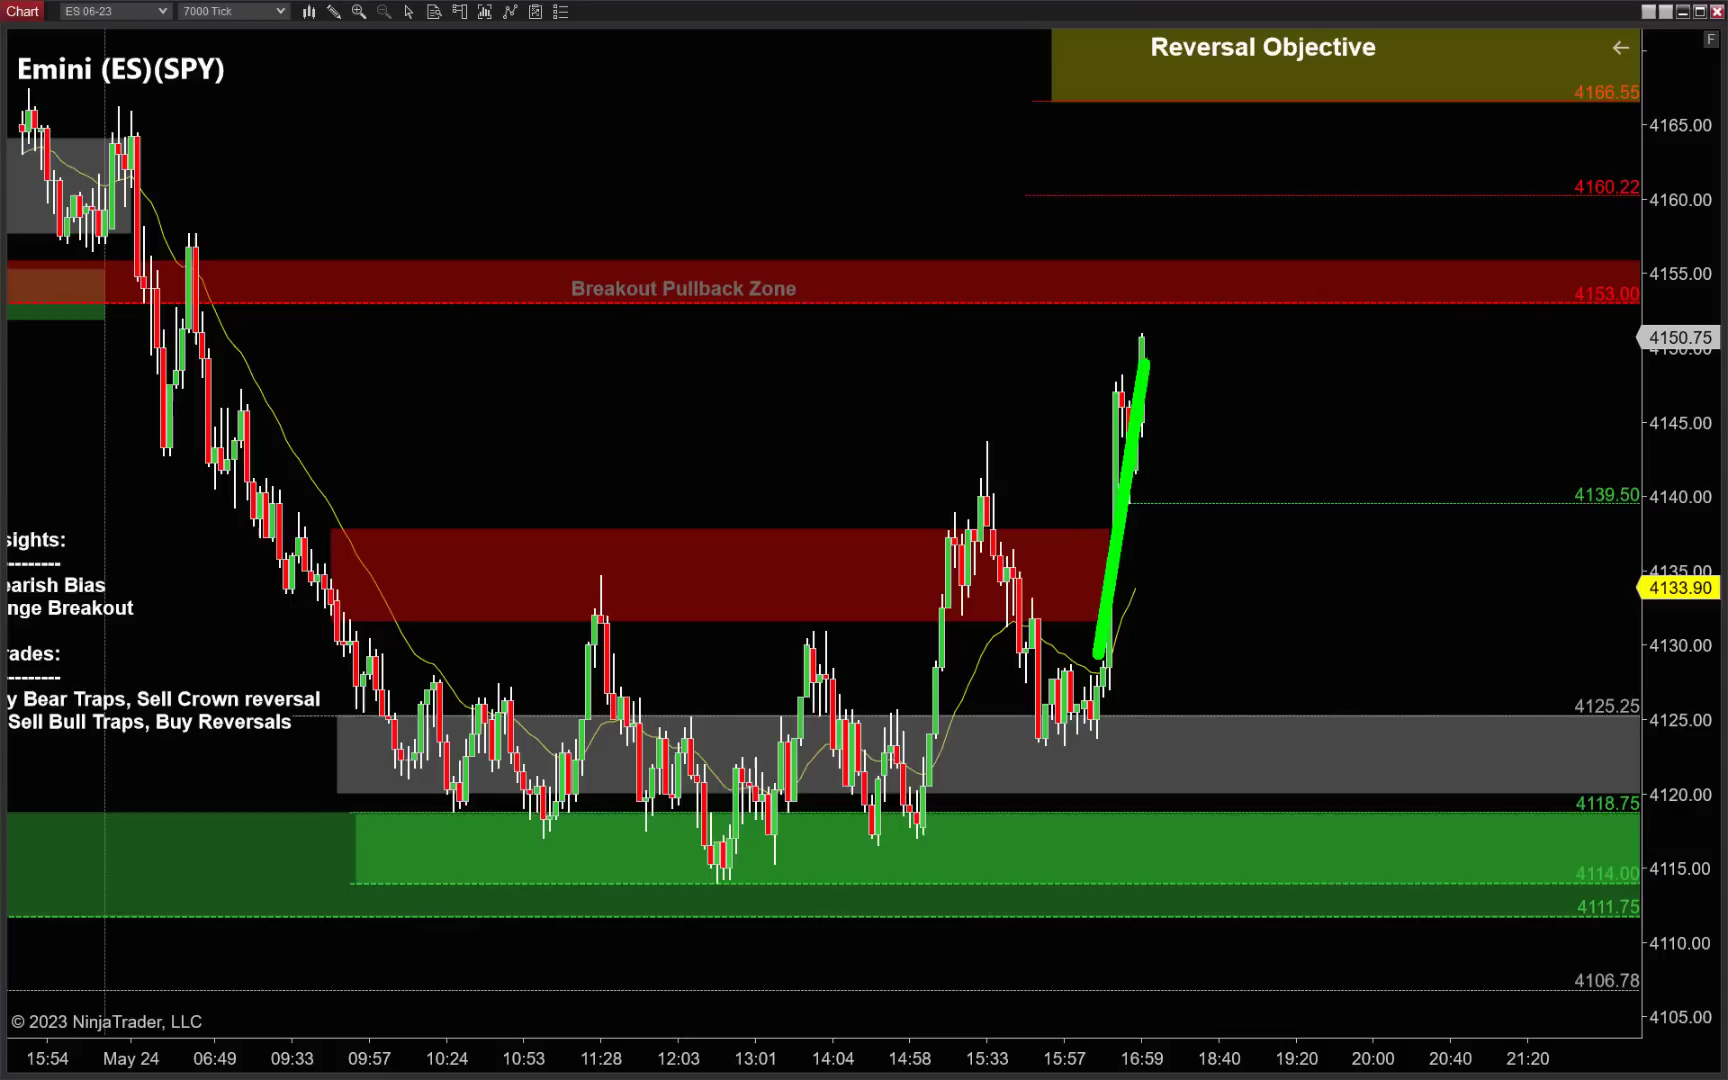 Chart ES 06-23 7000 Tick
F
Reversal Objective
Emini (ES)(SPY)
4166.55
4165.00
4160.22
4160.00
4155.00
Breakout Pullback Zone
4153.00
4150.75
4145.00
4139.50
4140.00
sights:
----------
4135.00
earish Bias
4133.90
nge Breakout
4130.00
rades:
----------
y Bear Traps, Sell Crown reversal
4125.25
Sell Bull Traps, Buy Reversals
4125.00
4120.00
4118.75
4114.00
4115.00
4111.75
4110.00
4106.78
4105.00
© 2023 NinjaTrader, LLC
15:54 May 24 06:49 09:33 09:57 10:24 10:53 11:28 12:03 13:01 14:04 14:58 15:33 15:57 16:59 18:40 19:20 20:00 20:40 21:20